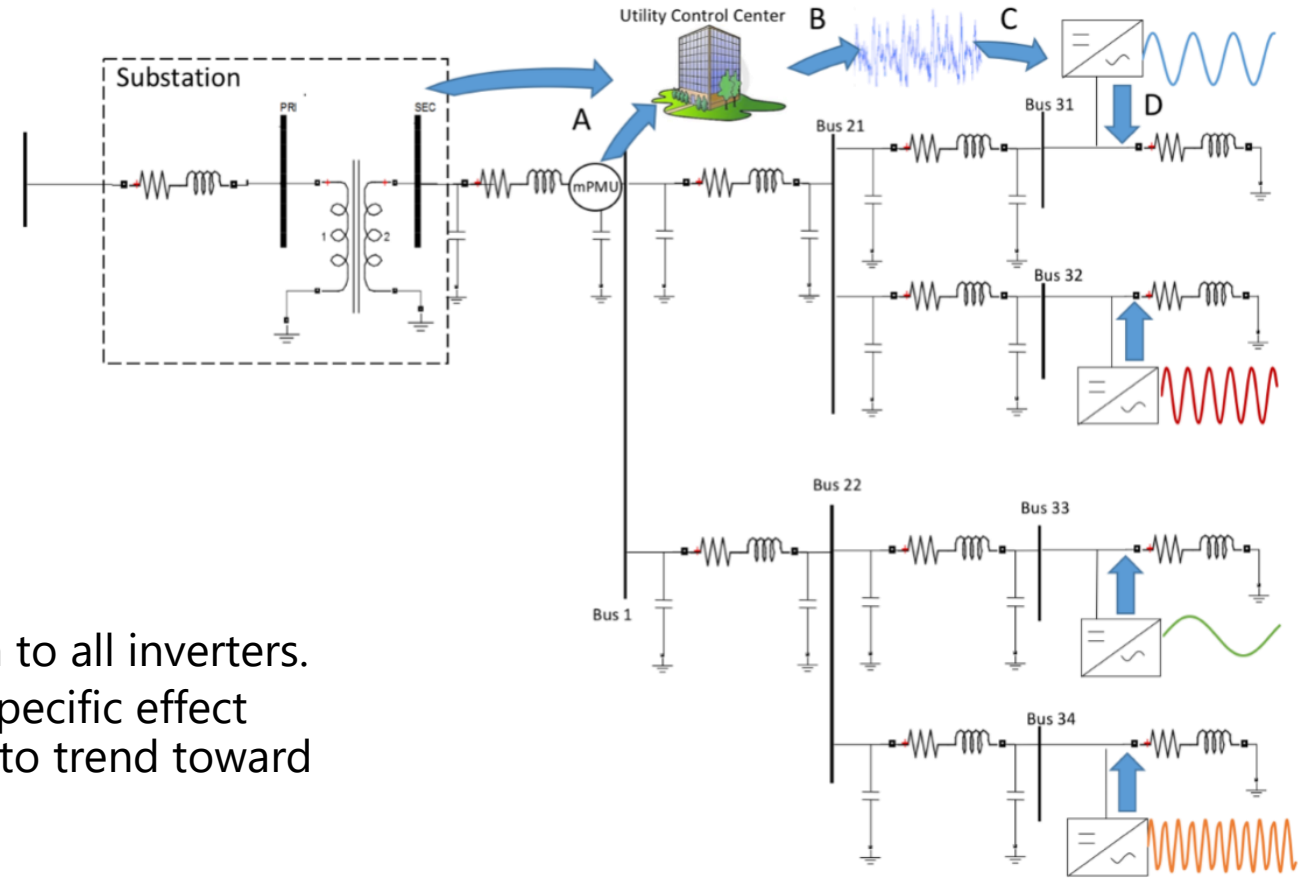 Utility Control Center
B
C
Substation
PRI
SEC
A
mPMU
Bus 21
Bus 31
D
1
2
Bus 32
Bus 22
Bus 33
Bus 1
to all inverters.
pecific effect
to trend toward
Bus 34